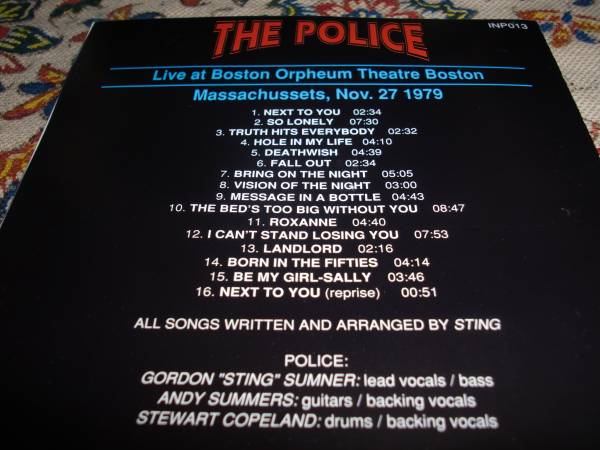 THE POLICE
INP013
Live at Boston Orpheum Theatre Boston
Massachussets, Nov. 27 1979
1. NEXT TO YOU 02:34
2. SO LONELY 07:30
3. TRUTH HITS EVERYBODY 02:32
4. HOLE IN MY LIFE 04:10
5. DEATHWISH 04:39
6. FALL OUT 02:34
7. BRING ON THE NIGHT 05:05
8. VISION OF THE NIGHT 03:00
9. MESSAGE IN A BOTTLE 04:43
10. THE BED'S TOO BIG WITHOUT YOU 08:47
11. ROXANNE 04:40
12. I CAN'T STAND LOSING YOU 07:53
13. LANDLORD 02:16
14. BORN IN THE FIFTIES 04:14
15. BE MY GIRL-SALLY 03:46
16. NEXT TO YOU (reprise) 00:51
ALL SONGS WRITTEN AND ARRANGED BY STING
POLICE:
GORDON "STING" SUMNER: lead vocals / bass
ANDY SUMMERS: guitars / backing vocals
STEWART COPELAND: drums / backing vocals